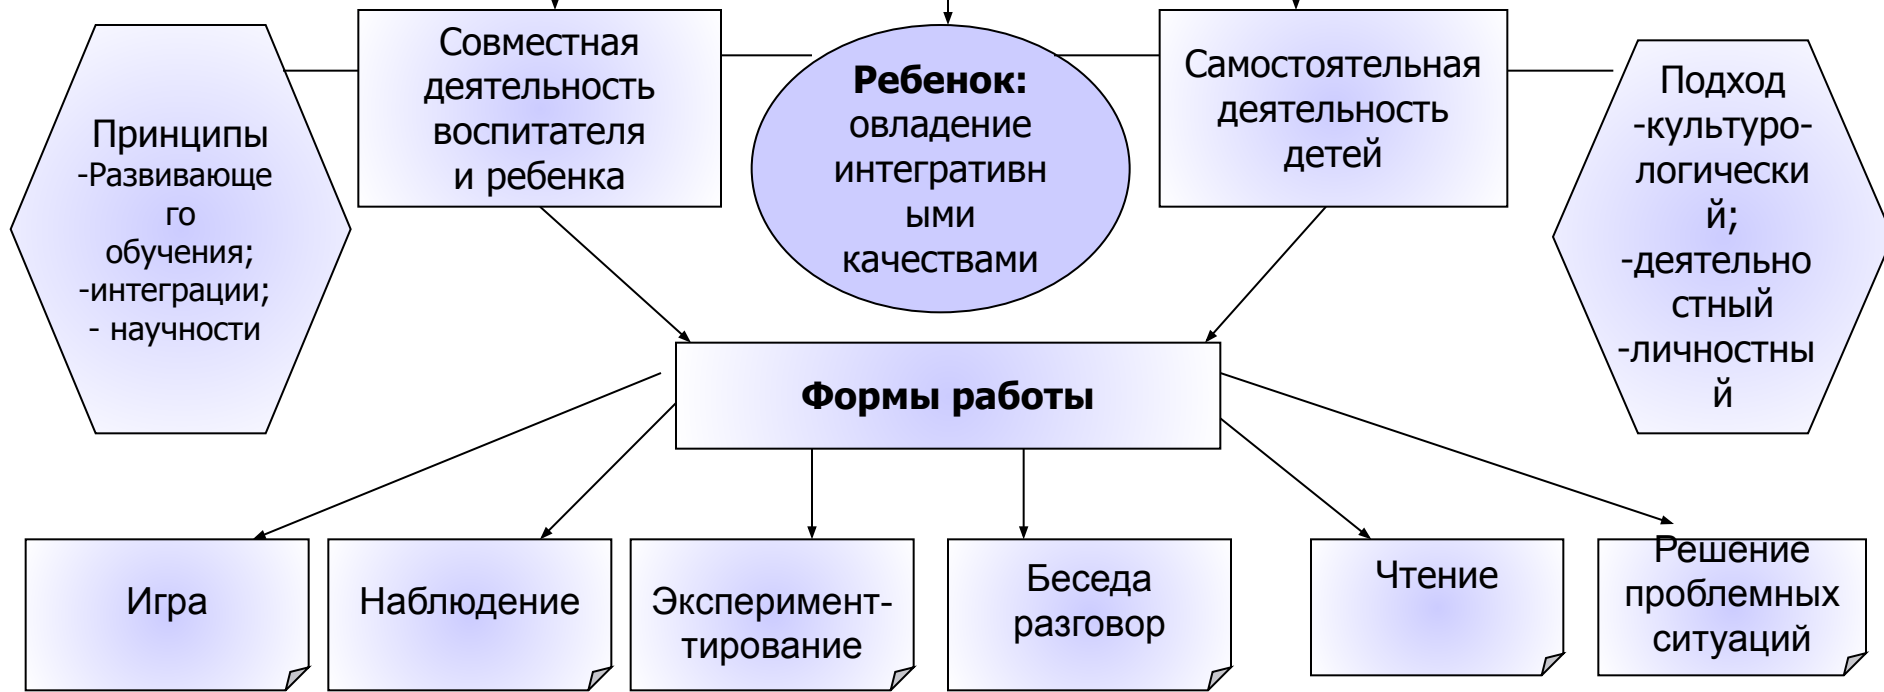 Принципы
-Развивающе
го
обучения;
-интеграции;
- научности
Совместная
деятельность
воспитателя
и ребенка
Ребенок:
овладение
интегративн
ыми
качествами
Самостоятельная
деятельность
детей
Подход
-культуро-
логически
й;
-деятельно
стный
-личностны
й
Формы работы
Игра
Наблюдение
Эксперимент-
тирование
Беседа
разговор
Чтение
Решение
проблемных
ситуаций